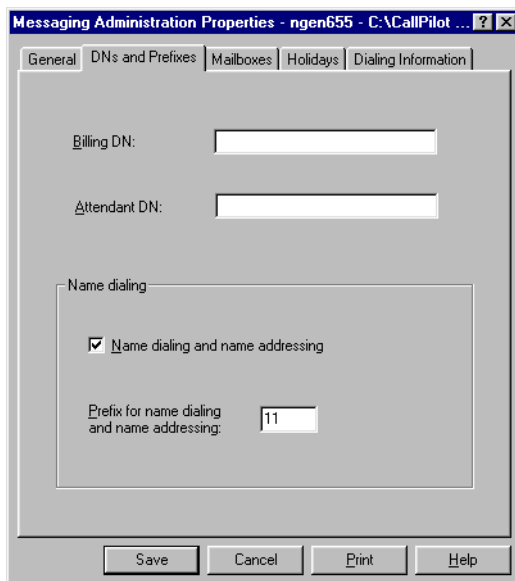 Messaging Administration Properties - ngen655 - C:\CallPilot ...
General DNs and Prefixes Mailboxes Holidays Dialing Information
Billing DN:
Attendant DN:
Name dialing
Name dialing and name addressing
Prefix for name dialing
and name addressing: 11
Save Cancel Print Help